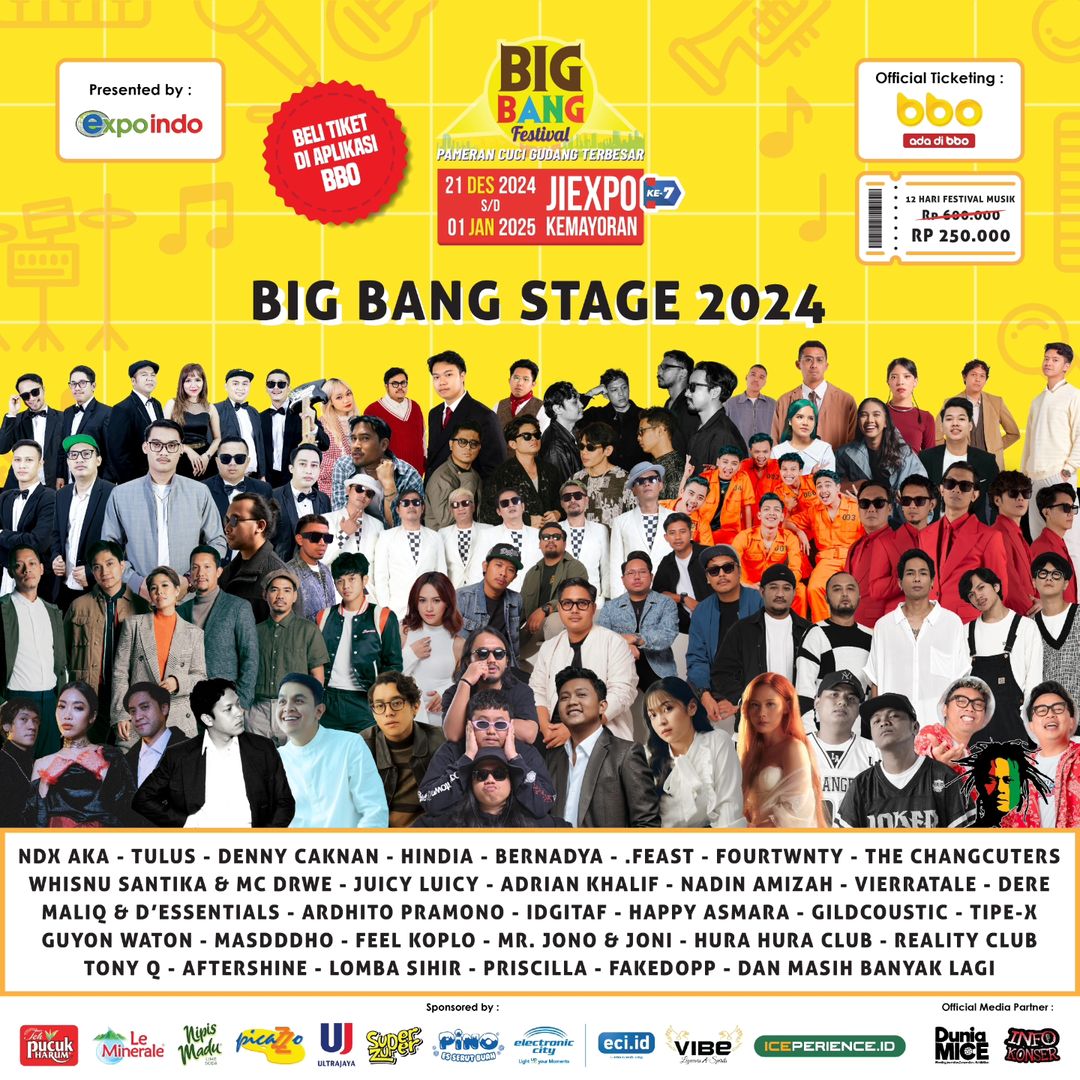 Presented by :
expoindo
BELI TIKET
DI APLIKASI
BBO
BIG
BANG
Festival
PAMERAN CUCI GUDANG TERBESAR
21 DES 2024
S/D
01 JAN 2025
JIEXPO
KEMAYORAN
KE-7
Official Ticketing :
bbo
ada di bbo
12 HARI FESTIVAL MUSIK
Rp 600.000
RP 250.000
BIG BANG STAGE 2024
NDX AKA - TULUS - DENNY CAKNAN - HINDIA - BERNADYA - .FEAST - FOURTWNTY - THE CHANGCUTERS
WHISNU SANTIKA & MC DRWE - JUICY LUICY - ADRIAN KHALIF - NADIN AMIZAH - VIERRATALE - DERE
MALIQ & D'ESSENTIALS - ARDHITO PRAMONO - IDGITAF - HAPPY ASMARA - GILDCOUSTIC - TIPE-X
GUYON WATON - MASDDDHO - FEEL KOPLO - MR. JONO & JONI - HURA HURA CLUB - REALITY CLUB
TONY Q - AFTERSHINE - LOMBA SIHIR - PRISCILLA - FAKEDOPP - DAN MASIH BANYAK LAGI
Sponsored by :
Official Media Partner :
Teh
pucuk
HARUM
Le
Minerale
Nipis
Madu
picazzo
UJ
ULTRAJAYA
SUPER
ZUPER
PINO
ES SERUT BUAH
electronic
city
Light UP your Moments
eci.id
VIBE
ICEPERIENCE.ID
Dunia
MICE
INFO
KONSER
JOKER